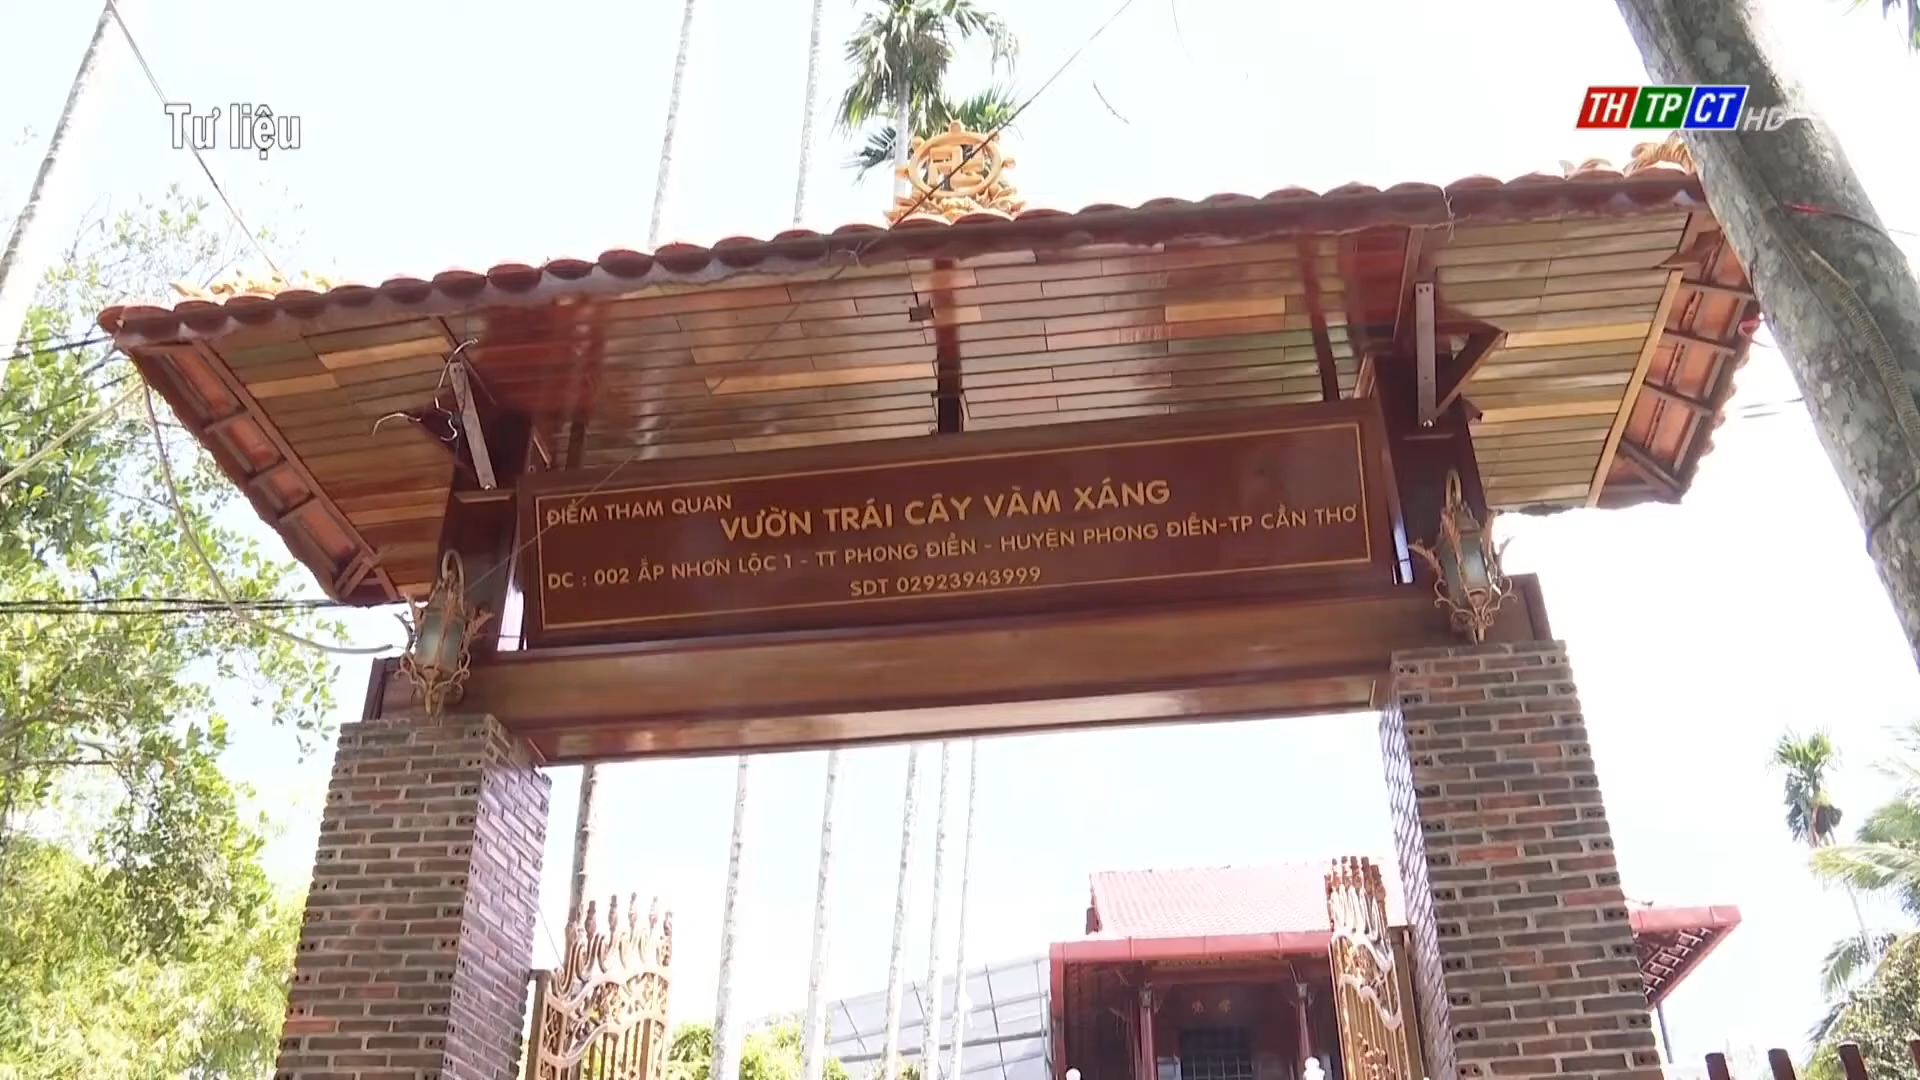 Tư liệu
THTPCT HD
ĐIỂM THAM QUAN
VƯỜN TRÁI CÂY VÀM XÁNG
DC : 002 ẤP NHƠN LỘC 1 - TT PHONG ĐIỀN - HUYỆN PHONG ĐIỀN-TP CẦN THƠ
SDT 02923943999